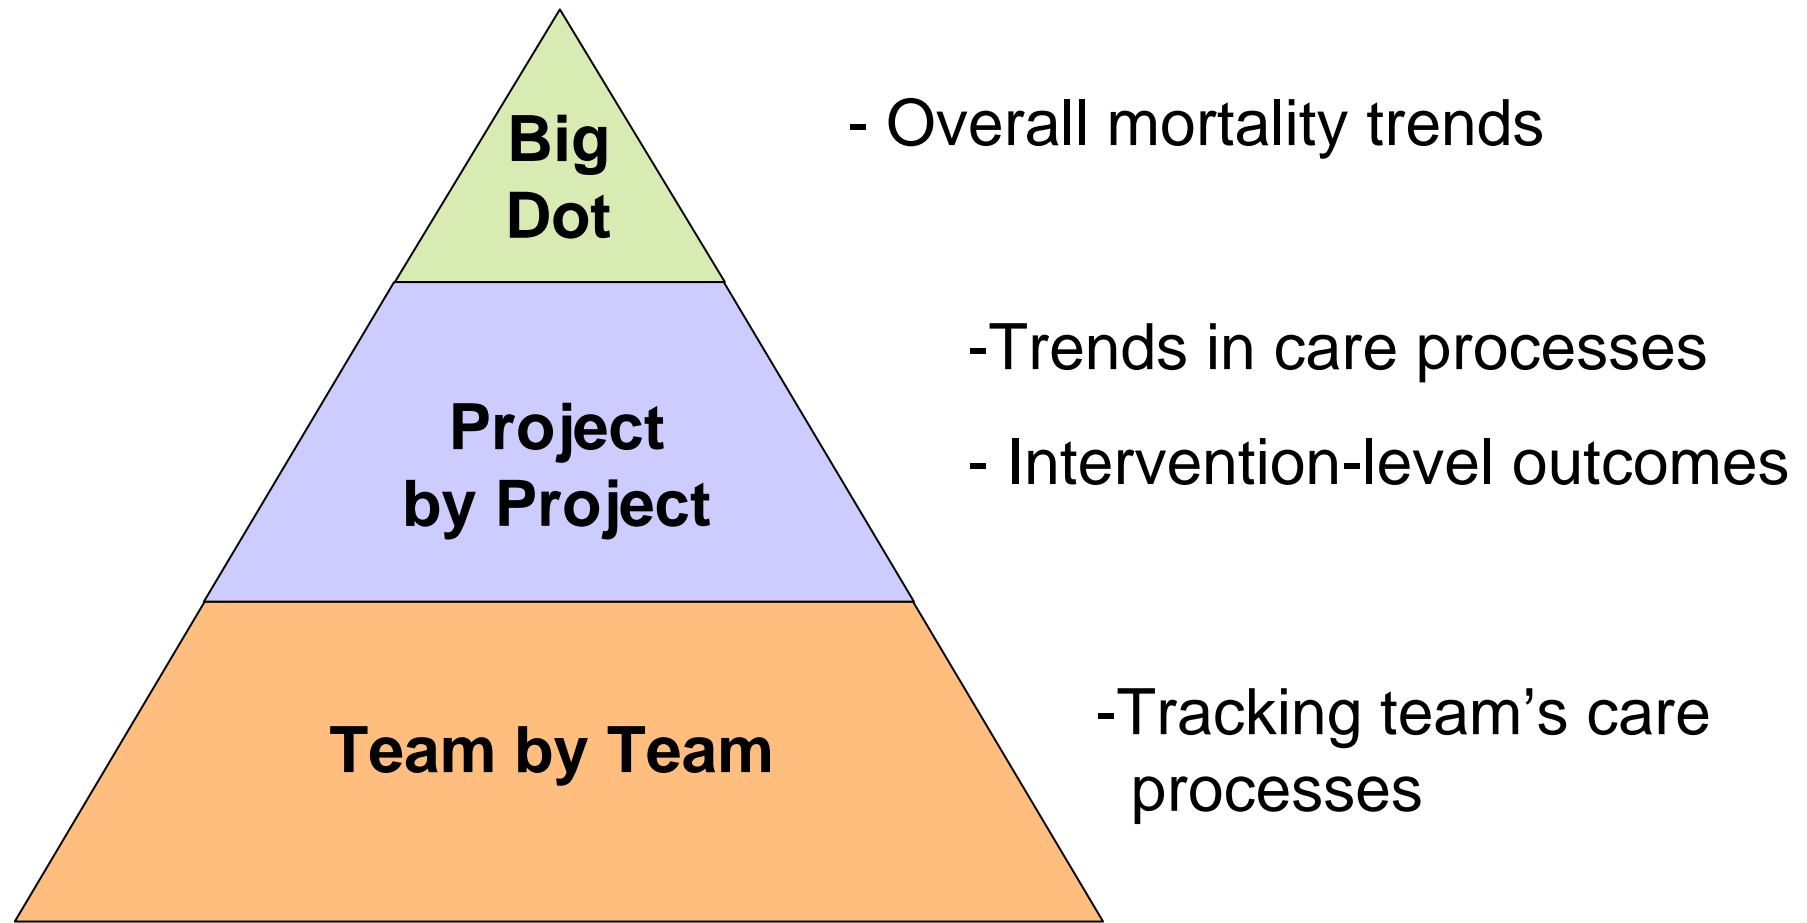 Big
Dot
- Overall mortality trends
Project
by Project
-Trends in care processes
- Intervention-level outcomes
Team by Team
-Tracking team’s care
processes